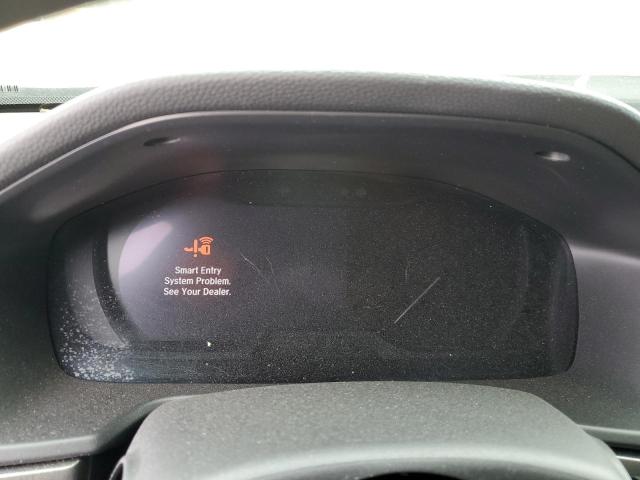 Smart Entry
System Problem.
See Your Dealer.